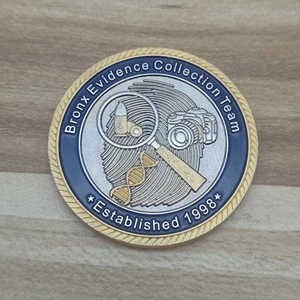 Bronx Evidence Collection Team
Established 1998